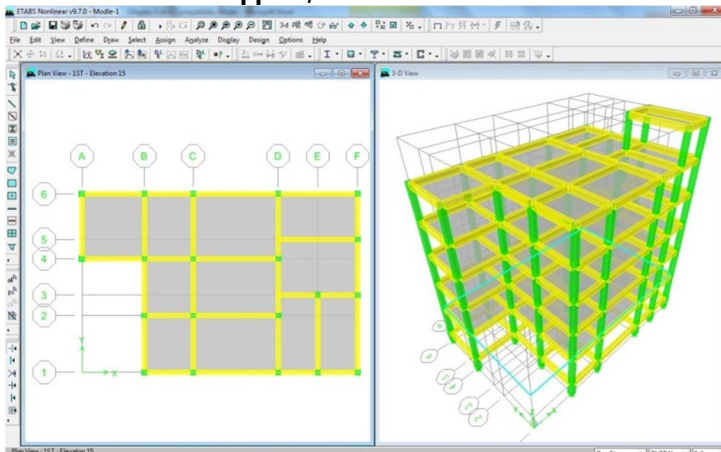 ETABS Nonlinear v9.7.0 - Modle-1
File Edit View Define Draw Select Assign Analyze Display Design Options Help
Plan View - 1ST - Elevation 15
3-D View
A B C D E F
6
5
4
3
2
1
Y
X
Plan View - 1ST - Elevation 15